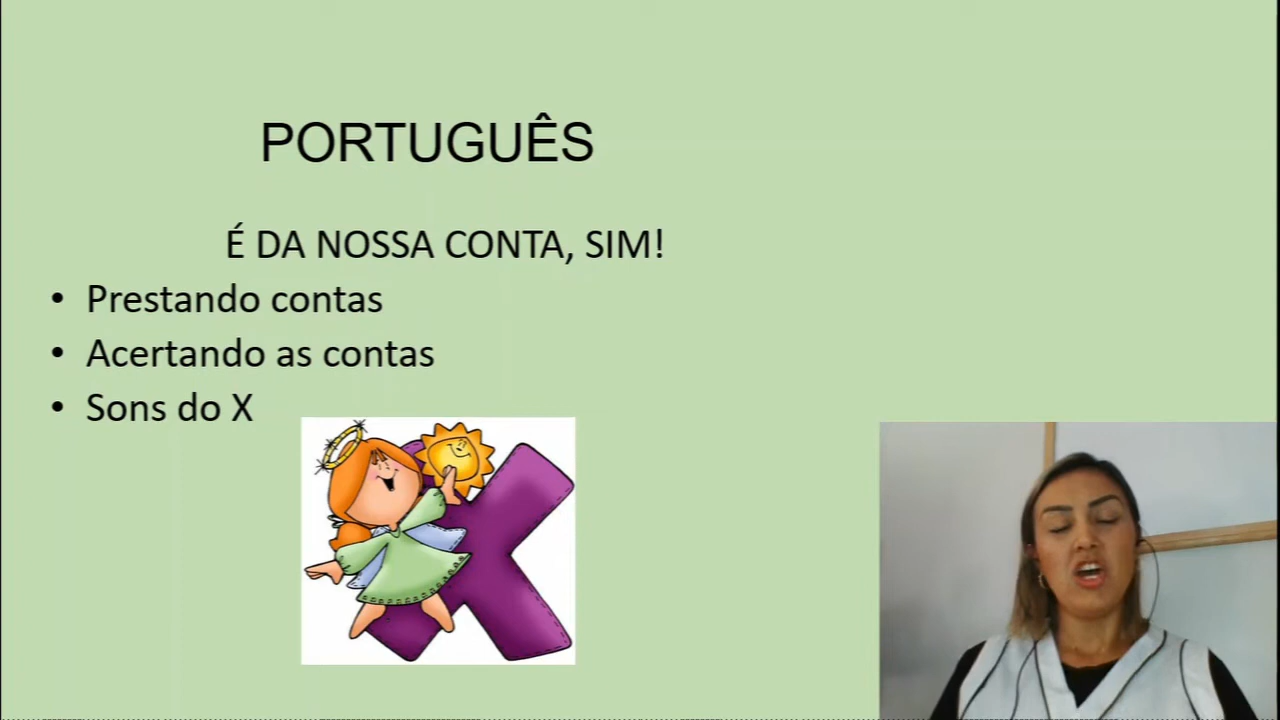 PORTUGUÊS
É DA NOSSA CONTA, SIM!
• Prestando contas
• Acertando as contas
• Sons do X